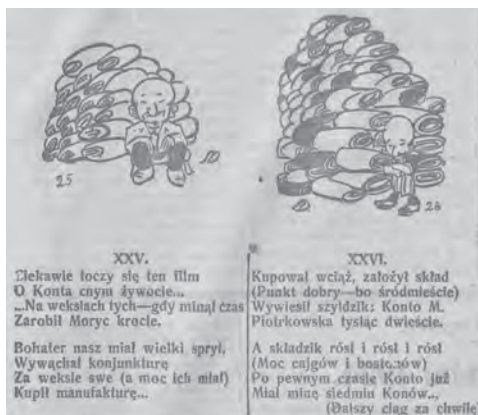 25
XXV.
Ciekawie toczy się ten film
O Konta cnym żywocie...
...Na wekslach tych—gdy minął czas
Zarobił Moryc krocie.
Bohater nasz miał wielki spryt,
Wywąchał konjunkturę
Za weksle swe (a moc ich miał)
Kupił manufakturę...
26
XXVI.
Kupował wciąż, założył skład
(Punkt dobry—bo śródmieście)
Wywiesił szyldzik: Konto M.
Piotrkowska tysiąc dwieście.
A składzik rósł i rósł i rósł
(Moc cajgów i bostonów)
Po pewnym czasie Konto już
Miał minę siedmiu Konów...
(Dalszy ciąg za chwilę